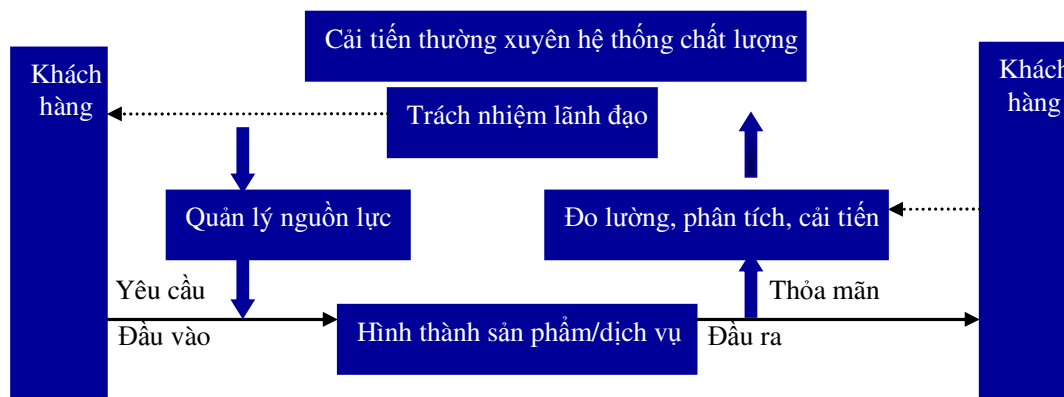 Cải tiến thường xuyên hệ thống chất lượng
Khách
hàng
Khách
hàng
Trách nhiệm lãnh đạo
Quản lý nguồn lực
Đo lường, phân tích, cải tiến
Yêu cầu
Thỏa mãn
Đầu vào
Hình thành sản phẩm/dịch vụ
Đầu ra